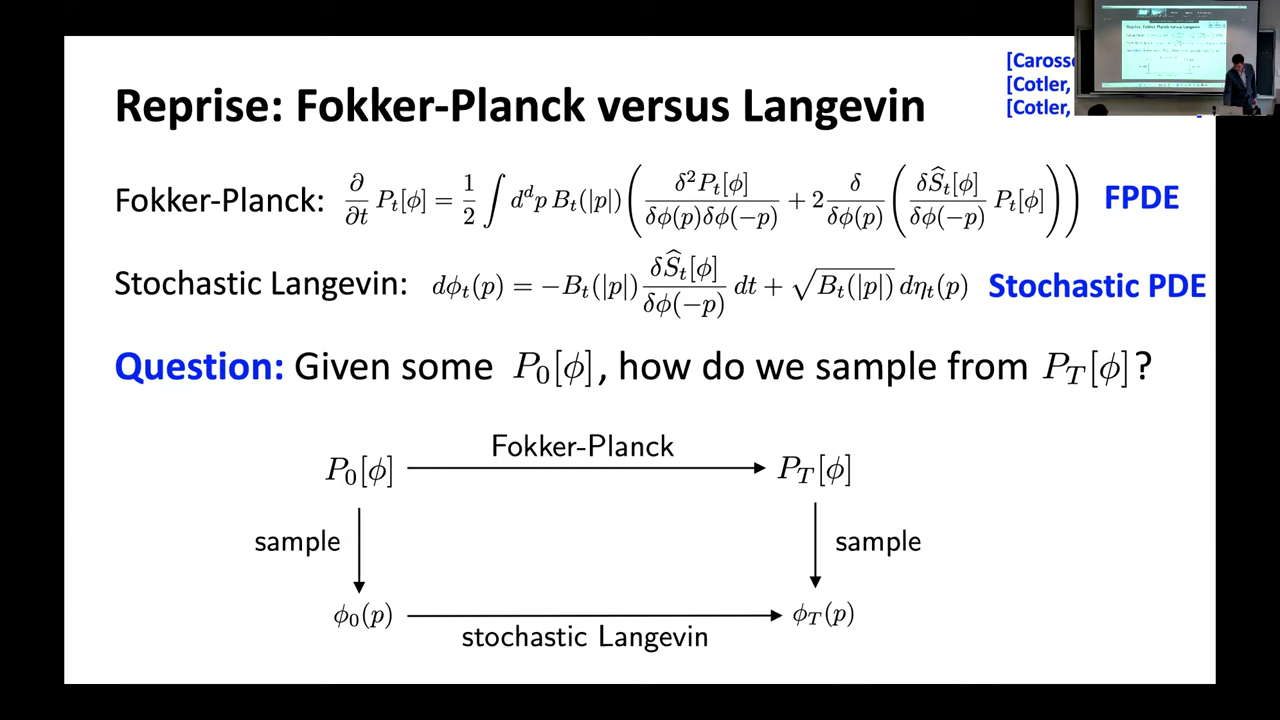 Reprise: Fokker-Planck versus Langevin
[Carosso
[Cotler,
[Cotler,
Fokker-Planck: $\frac{\partial}{\partial t} P_t[\phi] = \frac{1}{2} \int d^d p \, B_t(|p|) \left( \frac{\delta^2 P_t[\phi]}{\delta\phi(p)\delta\phi(-p)} + 2 \frac{\delta}{\delta\phi(p)} \left( \frac{\delta \widehat{S}_t[\phi]}{\delta\phi(-p)} P_t[\phi] \right) \right)$ FPDE
Stochastic Langevin: $d\phi_t(p) = -B_t(|p|) \frac{\delta \widehat{S}_t[\phi]}{\delta\phi(-p)} \, dt + \sqrt{B_t(|p|)} \, d\eta_t(p)$ Stochastic PDE
Question: Given some $P_0[\phi]$, how do we sample from $P_T[\phi]$?
Fokker-Planck
$P_0[\phi]$ $P_T[\phi]$
sample sample
$\phi_0(p)$ $\phi_T(p)$
stochastic Langevin